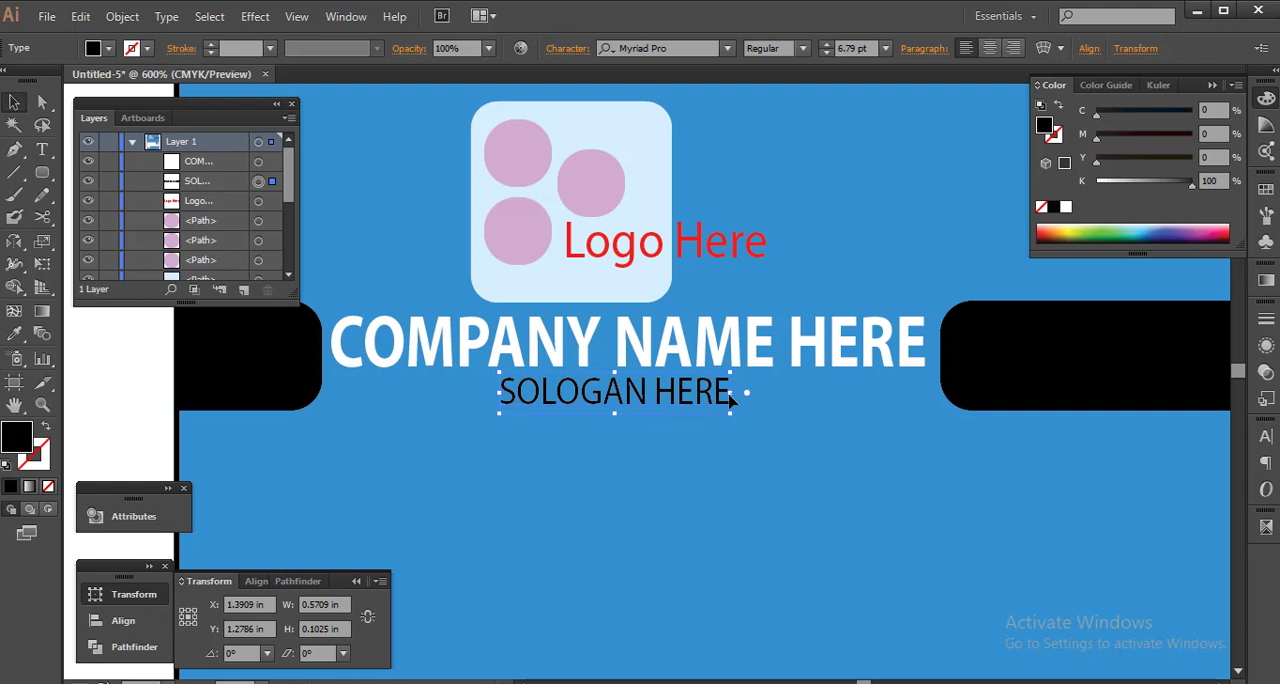 Ai File Edit Object Type Select Effect View Window Help Br Essentials
Type Stroke: Opacity: 100% Character: Myriad Pro Regular 6.79 pt Paragraph: Align Transform
Untitled-5* @ 600% (CMYK/Preview) ×
Layers Artboards
Layer 1
COM...
SOL...
Logo...
<Path>
<Path>
<Path>
<Path>
1 Layer
Color Color Guide Kuler
C 0 %
M 0 %
Y 0 %
K 100 %
Logo Here
COMPANY NAME HERE
SOLOGAN HERE
Attributes
Transform
Align
Pathfinder
Transform Align Pathfinder
X: 1.3909 in W: 0.5709 in
Y: 1.2786 in H: 0.1025 in
0° 0°
Activate Windows
Go to Settings to activate Windows.